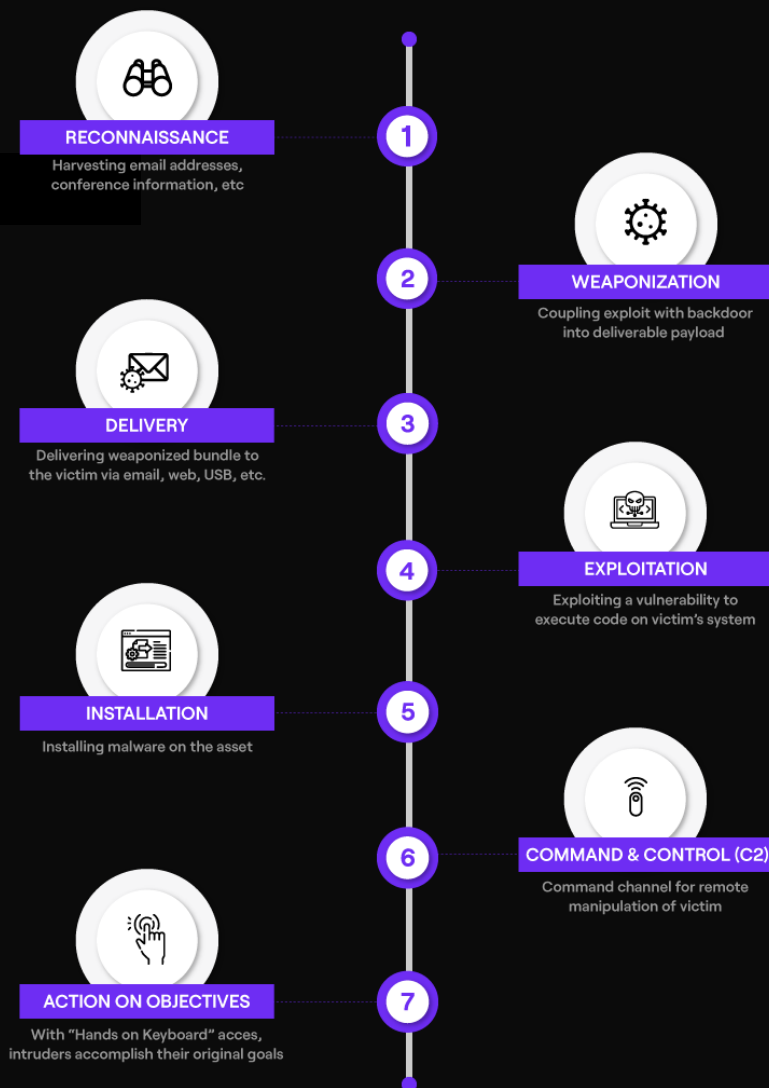 RECONNAISSANCE
1
Harvesting email addresses,
conference information, etc
2
WEAPONIZATION
Coupling exploit with backdoor
into deliverable payload
DELIVERY
3
Delivering weaponized bundle to
the victim via email, web, USB, etc.
4
EXPLOITATION
Exploiting a vulnerability to
execute code on victim's system
INSTALLATION
5
Installing malware on the asset
6
COMMAND & CONTROL (C2)
Command channel for remote
manipulation of victim
ACTION ON OBJECTIVES
7
With "Hands on Keyboard" acces,
intruders accomplish their original goals